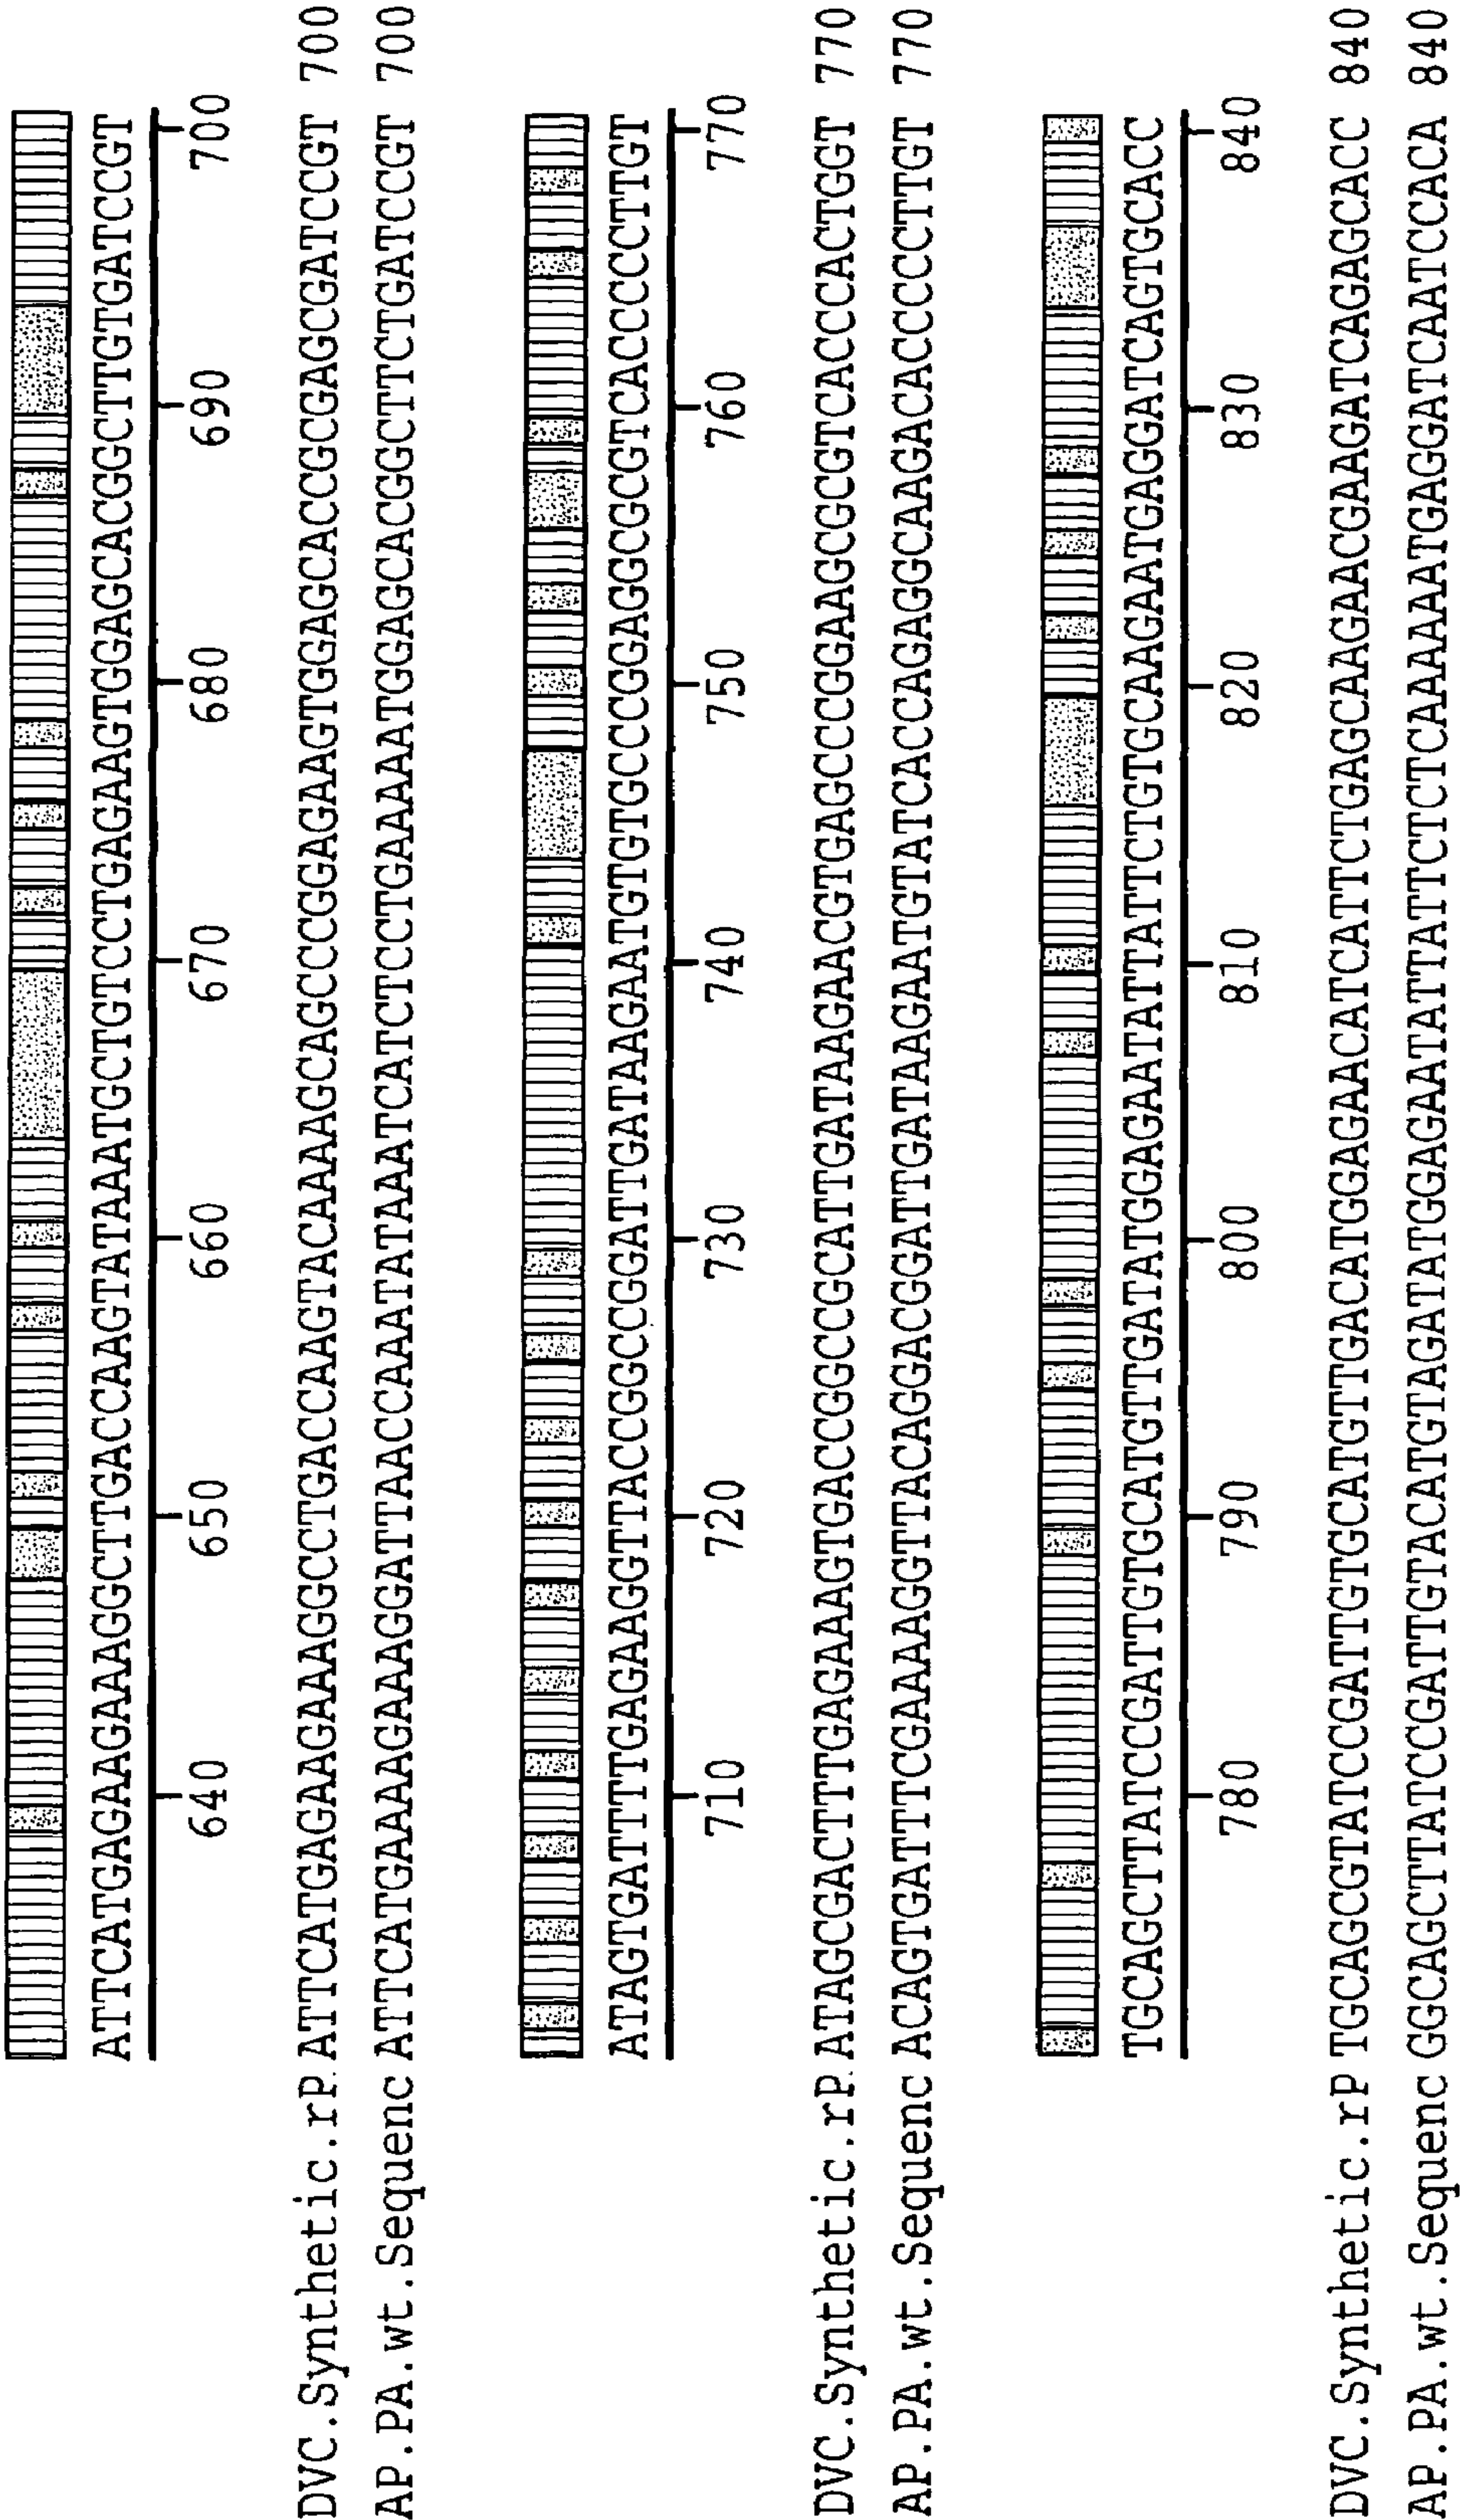 ATTCATGAGAAGAAAGGCTTGACCAAGTATAAATGCTGTCCTGAGAAGTGGAGCACGGCTTGTGATCCGT
640 650 660 670 680 690 700
DVC.Synthetic.rP. ATTCATGAGAAGAAAGGCCTGACCAAGTACAAAGCAGCCCGGAGAAGTGGAGCACCGCGAGCGATCCGT 700
AP.PA.wt.Sequenc ATTCATGAAAAGAAAGGATTAACCAAATATAAATCATCTCCTGAAAAATGGAGCACGGCTTCTGATCCGT 700
ATAGTGATTTTGAGAAGGTTACCGGCCGGATTGATAAGAATGTGTGCCCGGAGGCGCGTCACCCCCTTGT
710 720 730 740 750 760 770
DVC.Synthetic.rP. ATAGCGACTTTGAGAAAGTGACCGGCCGCATTGATAAGAACGTGAGCCCGGAAGCGCGTCACCCACTGGT 770
AP.PA.wt.Sequenc ACAGTGATTTCGAAAAGGTTACAGGACGGATTGATAAGAATGTATCACCAGAGGCAAGACACCCCCTTGT 770
TGCAGCTTATCCGATTGTGCATGTTGATATGGAGAATATTATTCTGTGCAAGAATGAGGATCAGTGCACC
780 790 800 810 820 830 840
DVC.Synthetic.rP TGCAGCGTATCCGATTGTGCATGTTGACATGGAGAACATCATTCTGAGCAAGAACGAAGATCAGAGCACC 840
AP.PA.wt.Sequenc GGCAGCTTATCCGATTGTACATGTAGATATGGAGAATATTATTCTCTCAAAAAATGAGGATCAATCCACA 840